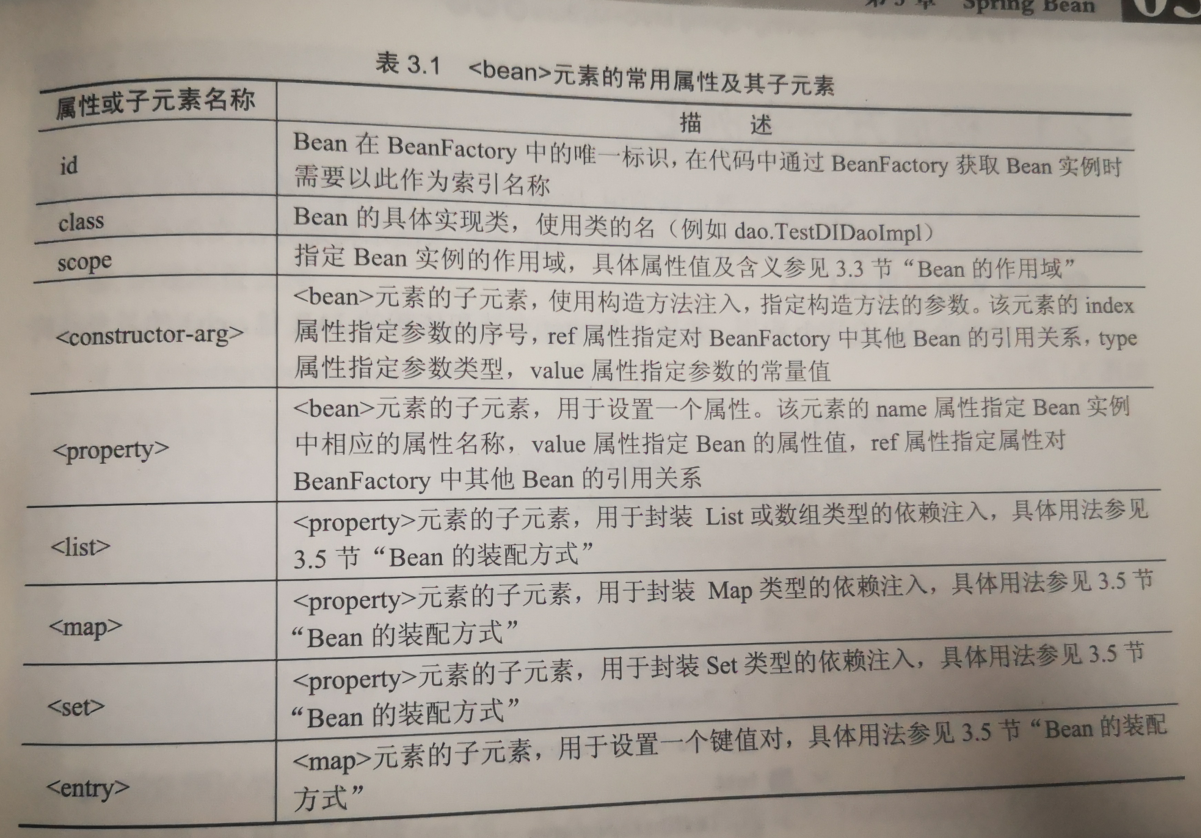 第 3 章 Spring Bean
表 3.1 <bean>元素的常用属性及其子元素
属性或子元素名称
描 述
id
Bean 在 BeanFactory 中的唯一标识，在代码中通过 BeanFactory 获取 Bean 实例时
需要以此作为索引名称
class
Bean 的具体实现类，使用类的名（例如 dao.TestDIDaoImpl）
scope
指定 Bean 实例的作用域，具体属性值及含义参见 3.3 节“Bean 的作用域”
<constructor-arg>
<bean>元素的子元素，使用构造方法注入，指定构造方法的参数。该元素的 index
属性指定参数的序号，ref 属性指定对 BeanFactory 中其他 Bean 的引用关系，type
属性指定参数类型，value 属性指定参数的常量值
<property>
<bean>元素的子元素，用于设置一个属性。该元素的 name 属性指定 Bean 实例
中相应的属性名称，value 属性指定 Bean 的属性值，ref 属性指定属性对
BeanFactory 中其他 Bean 的引用关系
<list>
<property>元素的子元素，用于封装 List 或数组类型的依赖注入，具体用法参见
3.5 节“Bean 的装配方式”
<map>
<property>元素的子元素，用于封装 Map 类型的依赖注入，具体用法参见 3.5 节
“Bean 的装配方式”
<set>
<property>元素的子元素，用于封装 Set 类型的依赖注入，具体用法参见 3.5 节
“Bean 的装配方式”
<entry>
<map>元素的子元素，用于设置一个键值对，具体用法参见 3.5 节“Bean 的装配
方式”